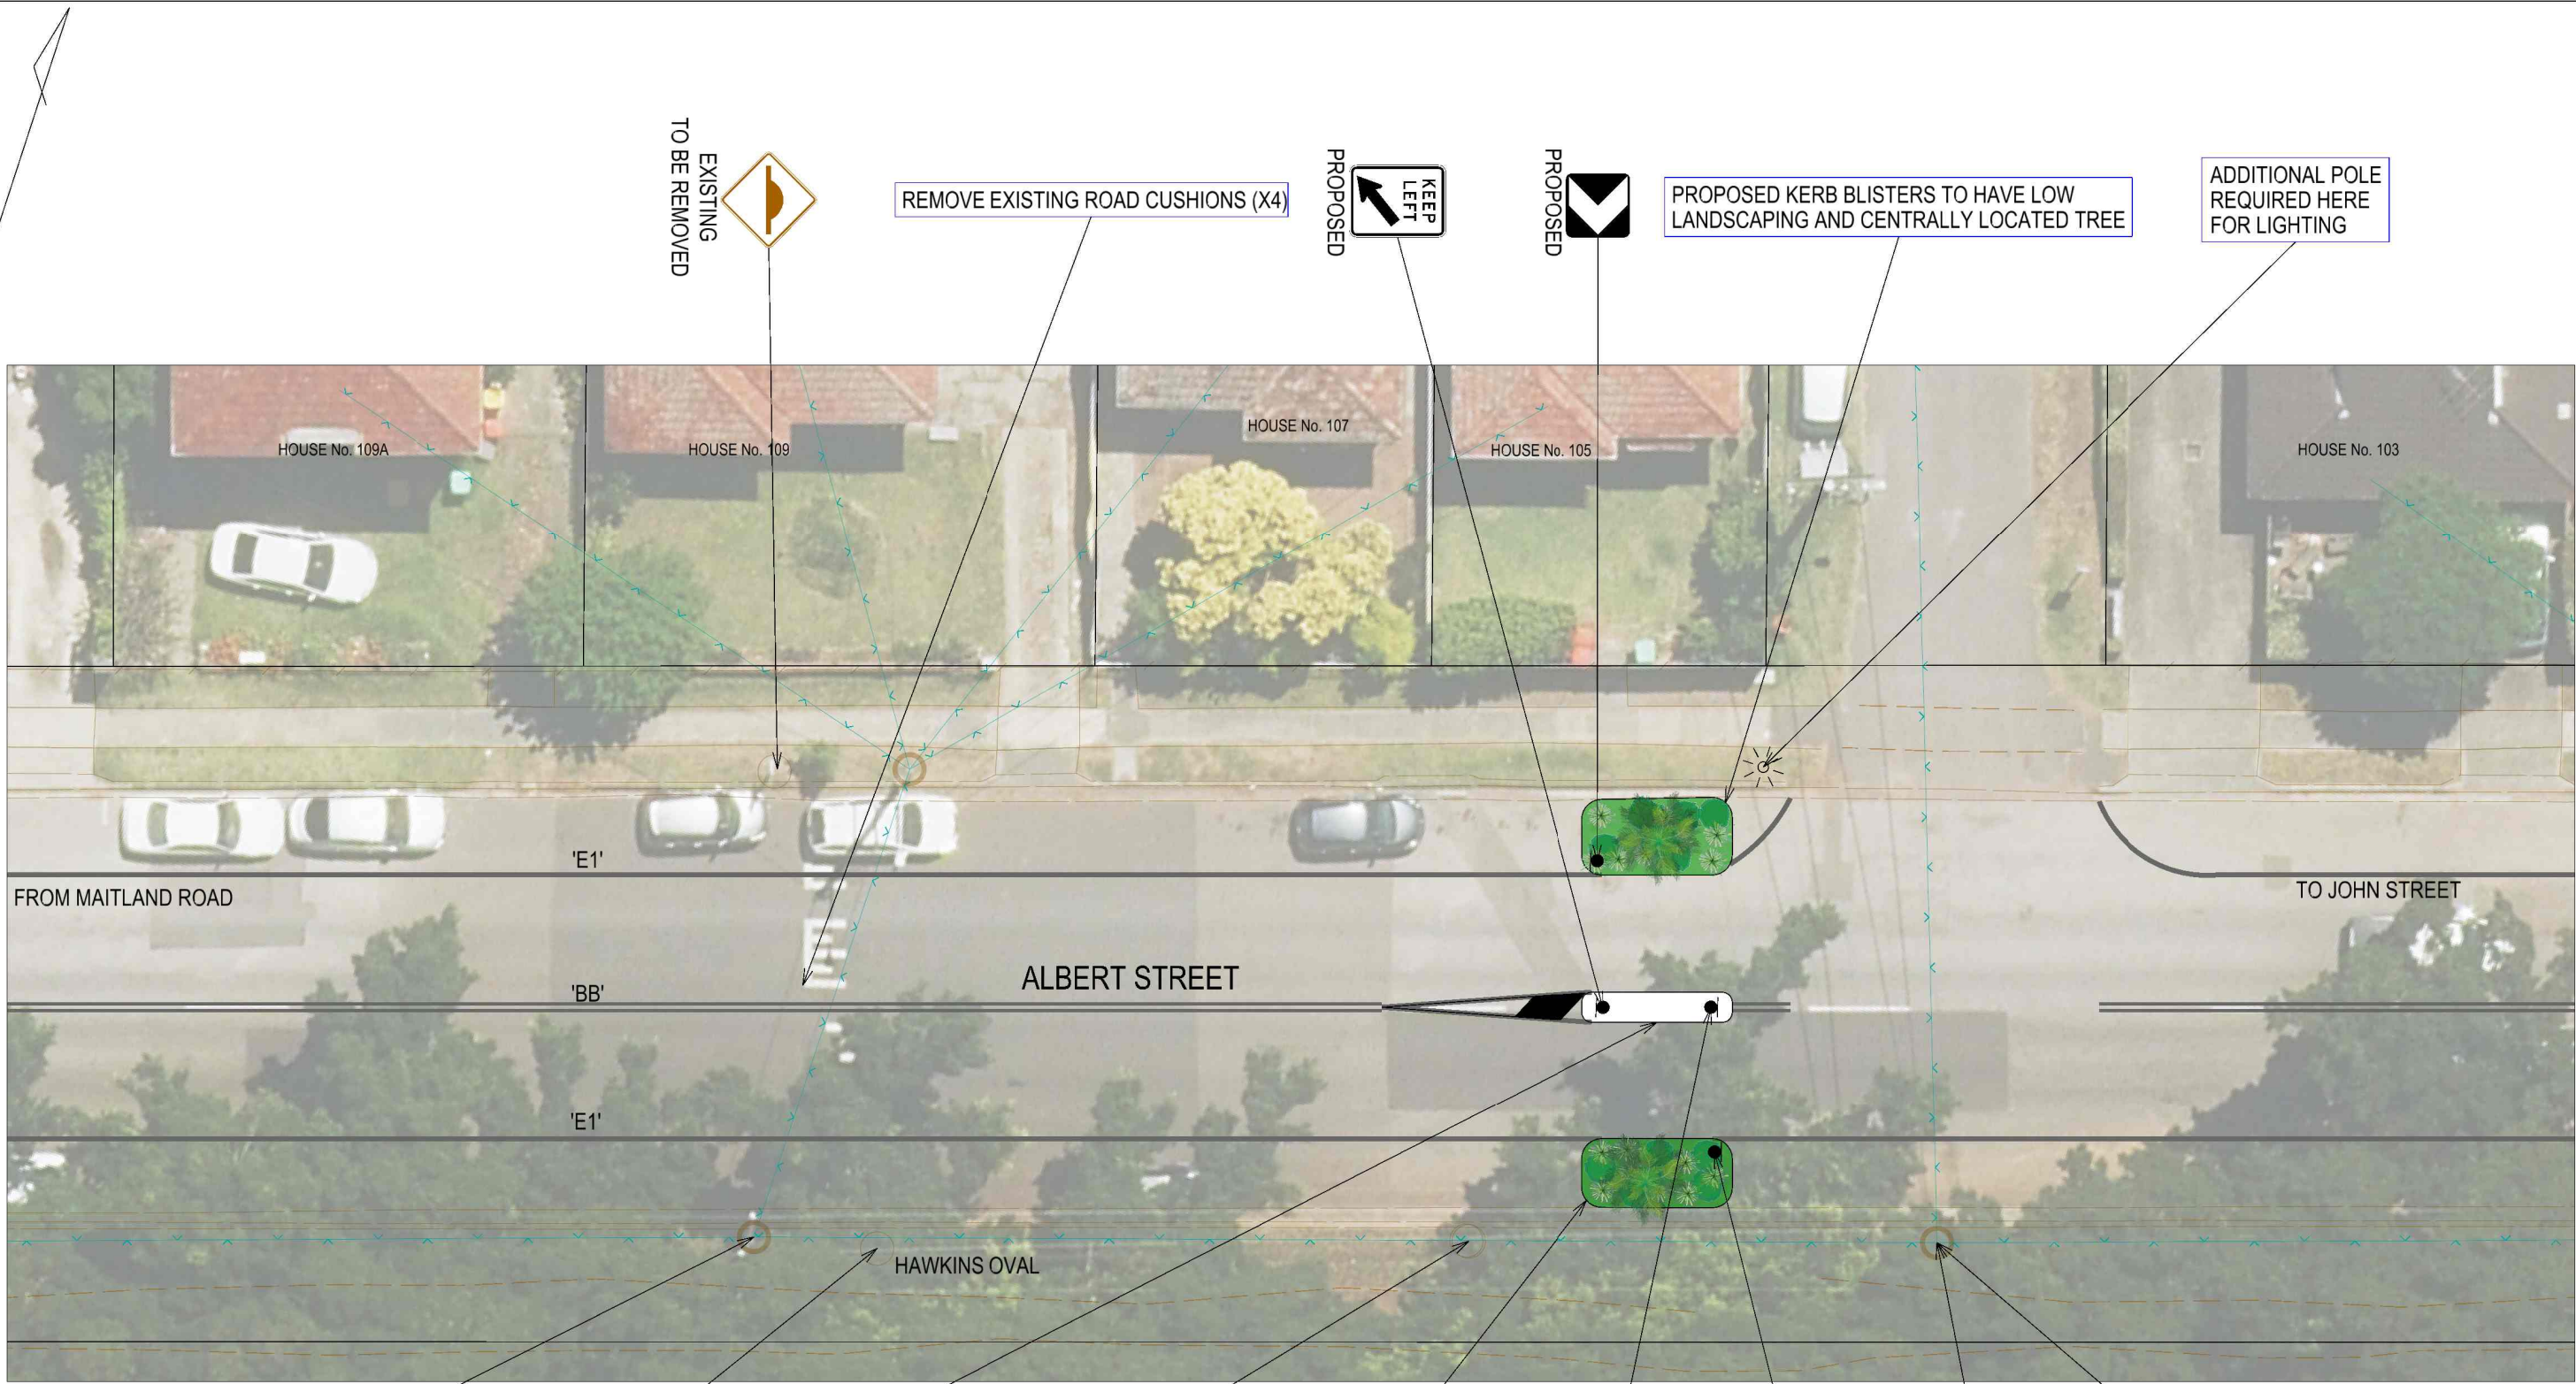 EXISTING
TO BE REMOVED
REMOVE EXISTING ROAD CUSHIONS (X4)
PROPOSED
KEEP
LEFT
PROPOSED
PROPOSED KERB BLISTERS TO HAVE LOW
LANDSCAPING AND CENTRALLY LOCATED TREE
ADDITIONAL POLE
REQUIRED HERE
FOR LIGHTING
HOUSE No. 109A
HOUSE No. 109
HOUSE No. 107
HOUSE No. 105
HOUSE No. 103
'E1'
FROM MAITLAND ROAD
TO JOHN STREET
ALBERT STREET
'BB'
'E1'
HAWKINS OVAL